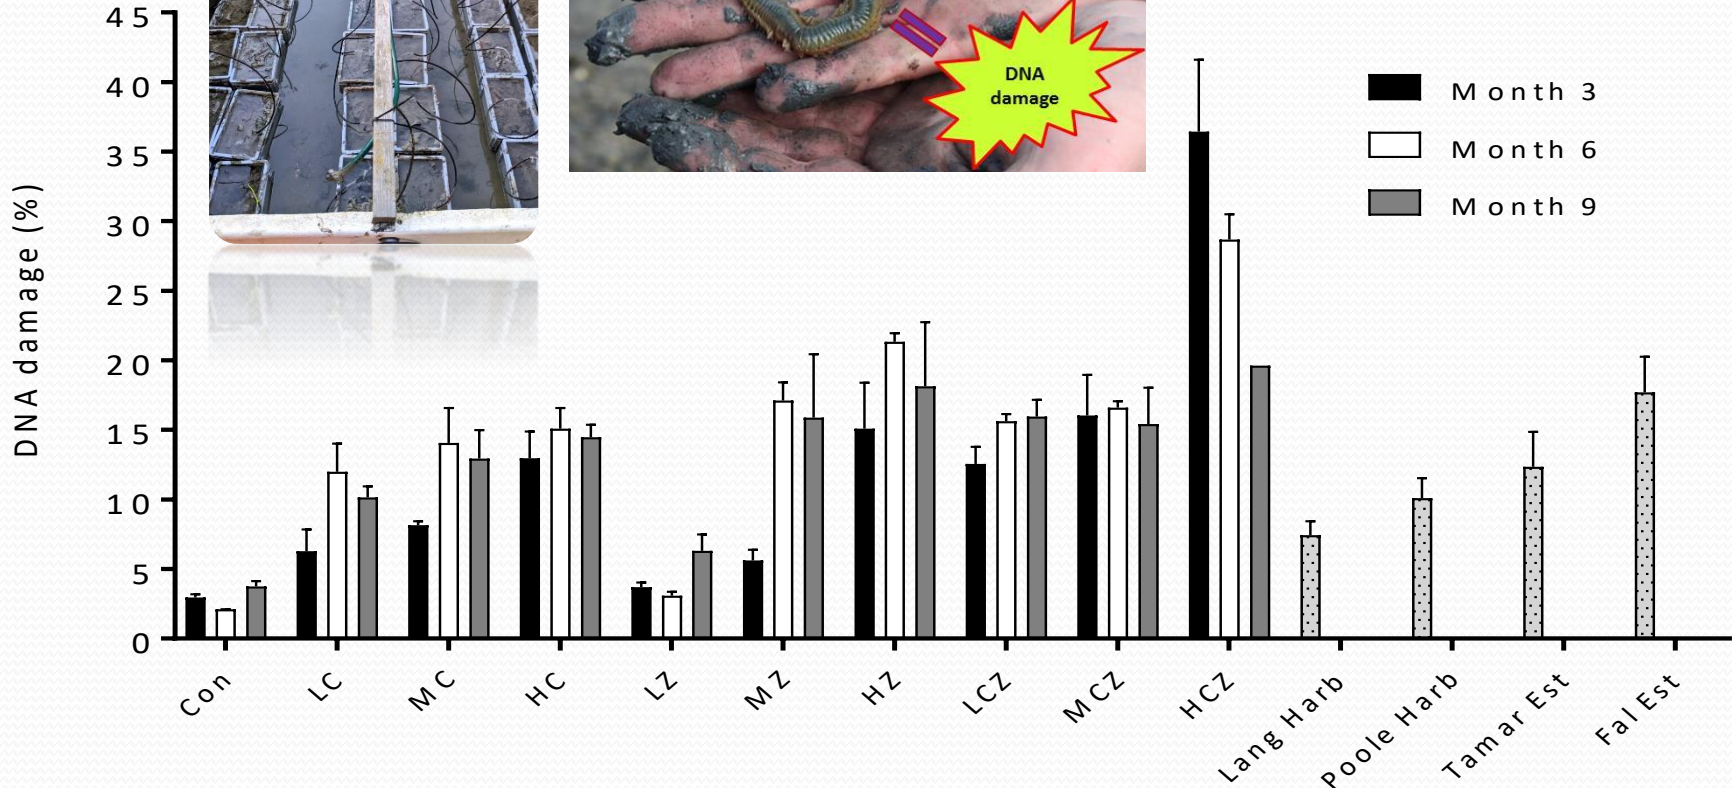 DNA damage (%)
45
40
35
30
25
20
15
10
5
0
DNA
damage
Month 3
Month 6
Month 9
Con
LC
MC
HC
LZ
MZ
HZ
LCZ
MCZ
HCZ
Lang Harb
Poole Harb
Tamar Est
Fal Est